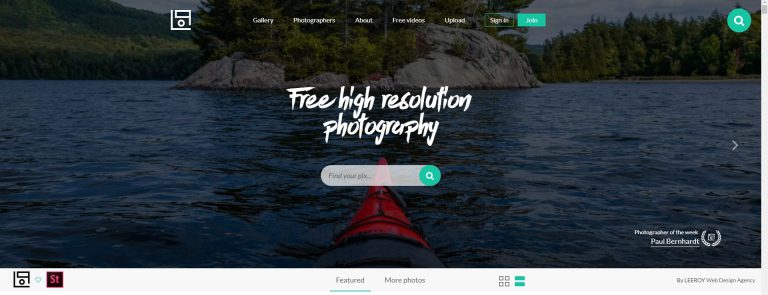 Gallery Photographers About Free videos Upload Sign in Join
Free high resolution
photography
Find your pix...
Photographer of the week
Paul Bernhardt
St
Featured More photos
By LEEROY Web Design Agency